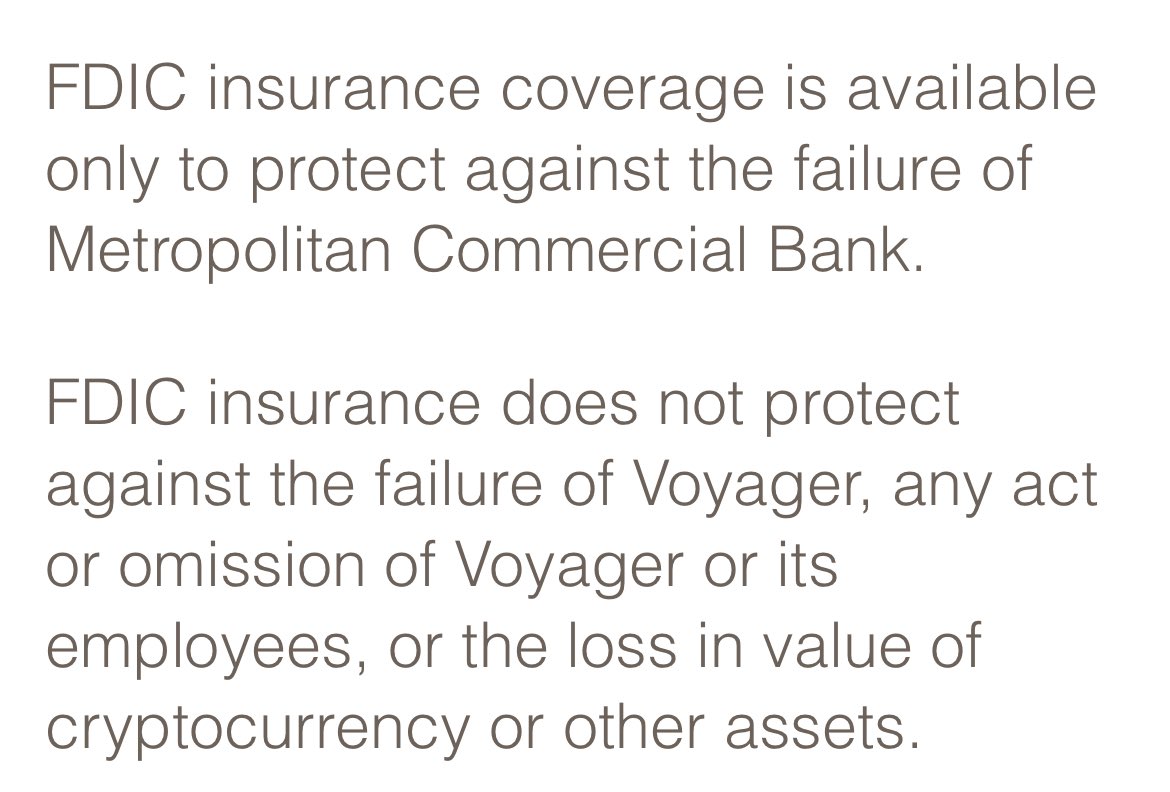 FDIC insurance coverage is available
only to protect against the failure of
Metropolitan Commercial Bank.
FDIC insurance does not protect
against the failure of Voyager, any act
or omission of Voyager or its
employees, or the loss in value of
cryptocurrency or other assets.